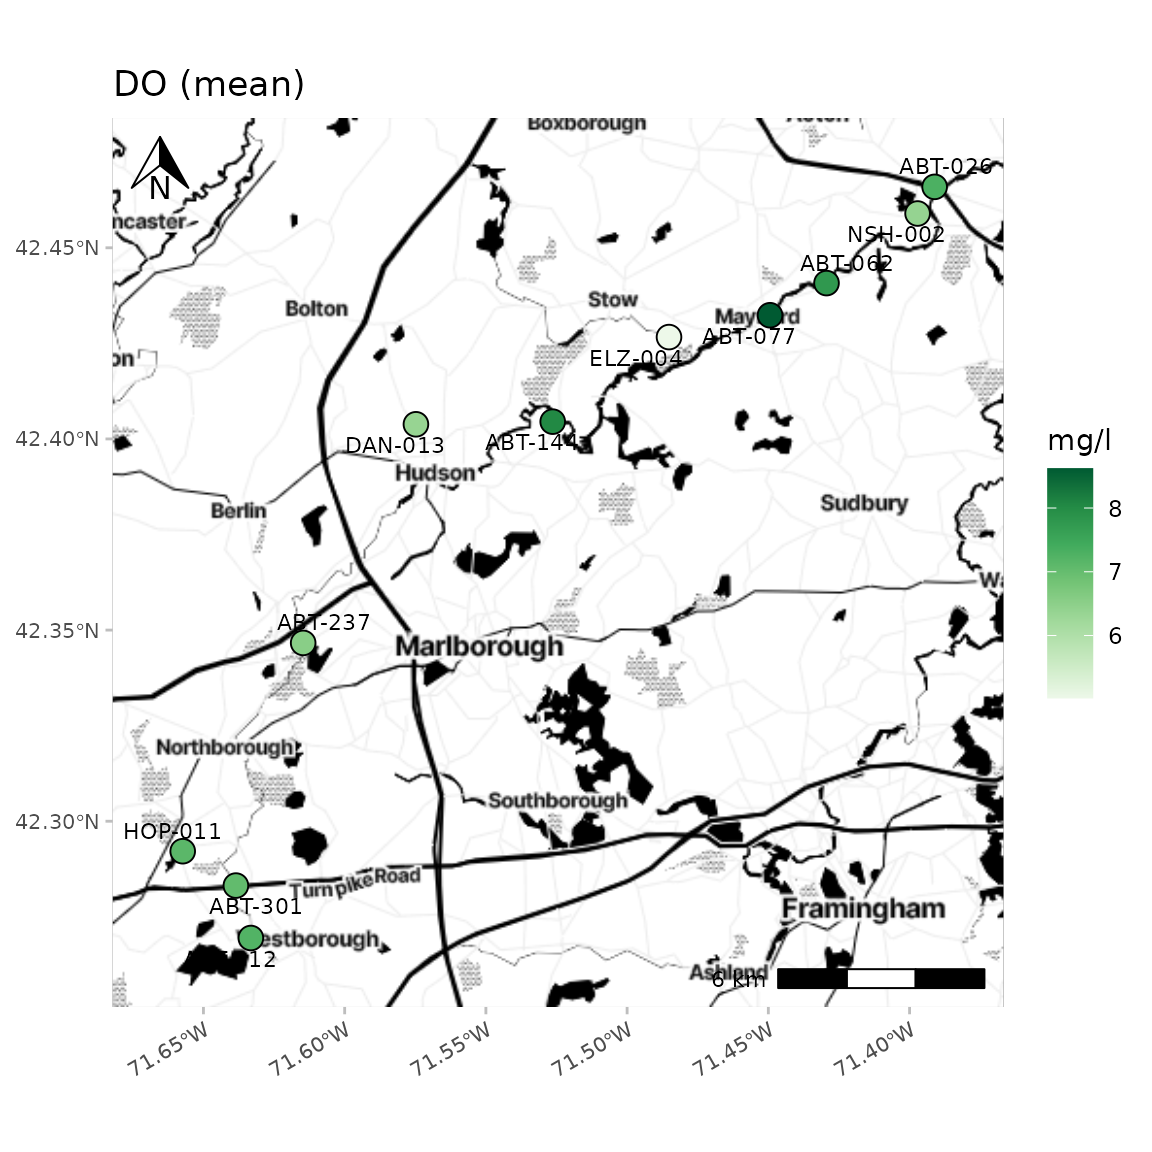 DO (mean)
Boxborough
N
ABT-026
ncaster
NSH-002
42.45°N
ABT-062
Bolton
Stow
ABT-077
ELZ-004
on
42.40°N
DAN-013
ABT-144
mg/l
Hudson
8
Berlin
Sudbury
7
6
ABT-237
42.35°N
Marlborough
Northborough
Southborough
42.30°N
HOP-011
Turnpike Road
ABT-301
Framingham
estborough
12
Ashland
6 km
71.65°W
71.60°W
71.55°W
71.50°W
71.45°W
71.40°W